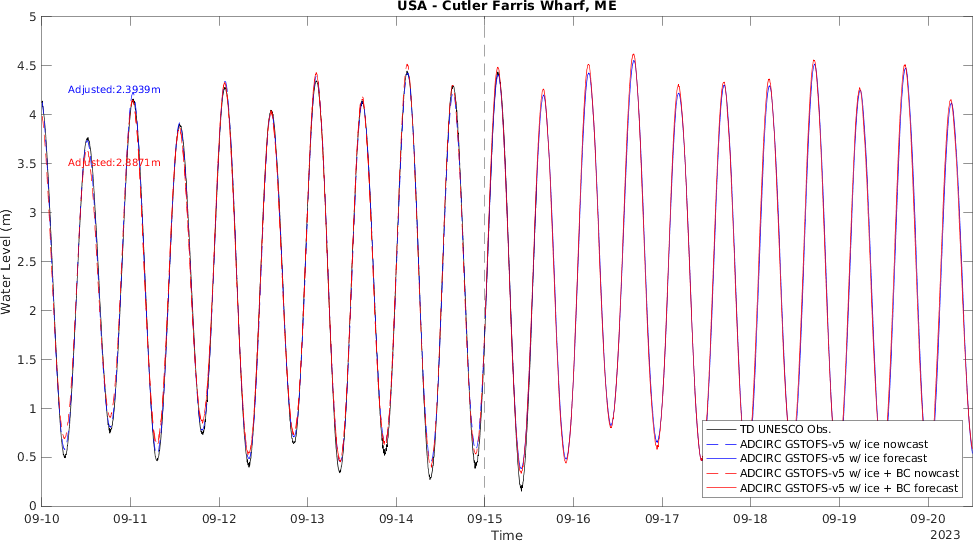 USA - Cutler Farris Wharf, ME
5
4.5
4
3.5
3
2.5
2
1.5
1
0.5
0
Water Level (m)
Adjusted:2.3939m
Adjusted:2.3871m
TD UNESCO Obs.
ADCIRC GSTOFS-v5 w/ ice nowcast
ADCIRC GSTOFS-v5 w/ ice forecast
ADCIRC GSTOFS-v5 w/ ice + BC nowcast
ADCIRC GSTOFS-v5 w/ ice + BC forecast
09-10 09-11 09-12 09-13 09-14 09-15 09-16 09-17 09-18 09-19 09-20
Time
2023